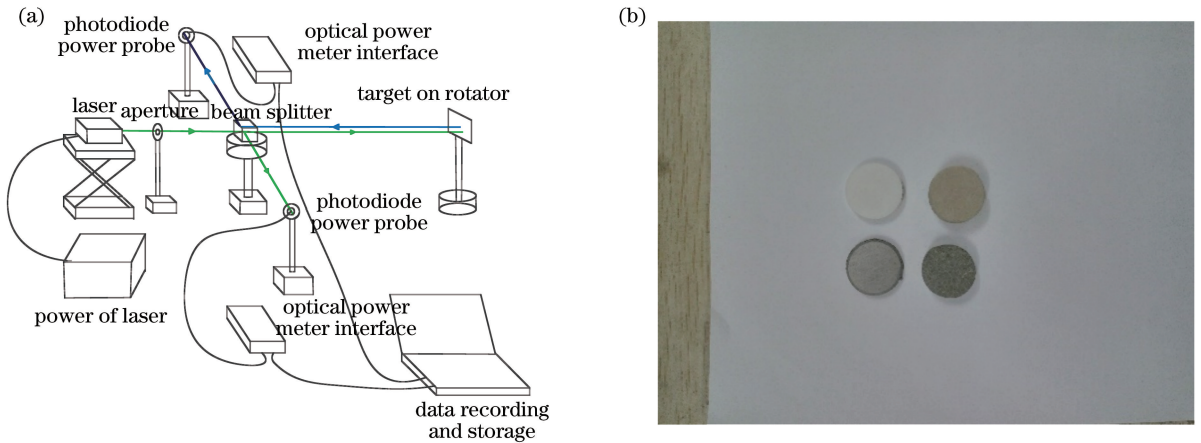 (a)
photodiode
power probe
optical power
meter interface
target on rotator
laser
aperture
beam splitter
photodiode
power probe
power of laser
optical power
meter interface
data recording
and storage
(b)